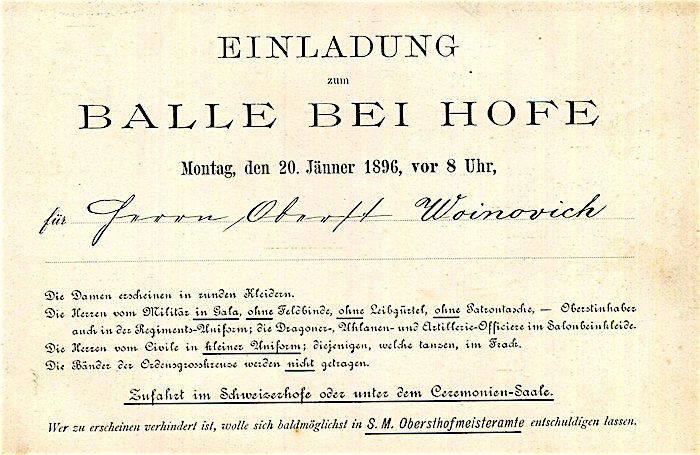 EINLADUNG
zum
BALLE BEI HOFE
Montag, den 20. Jänner 1896, vor 8 Uhr,
für Herrn Oberst Woinovich
Die Damen erscheinen in runden Kleidern.
Die Herren vom Militär in Gala, ohne Feldbinde, ohne Leibgürtel, ohne Patrontasche, — Oberstinhaber
auch in der Regiments-Uniform; die Dragoner-, Uhlanen- und Artillerie-Officiere im Salonbeinkleide.
Die Herren vom Civile in kleiner Uniform; diejenigen, welche tanzen, im Frack.
Die Bänder der Ordensgrosskreuze werden nicht getragen.
Zufahrt im Schweizerhofe oder unter dem Ceremonien-Saale.
Wer zu erscheinen verhindert ist, wolle sich baldmöglichst in S. M. Obersthofmeisteramte entschuldigen lassen.